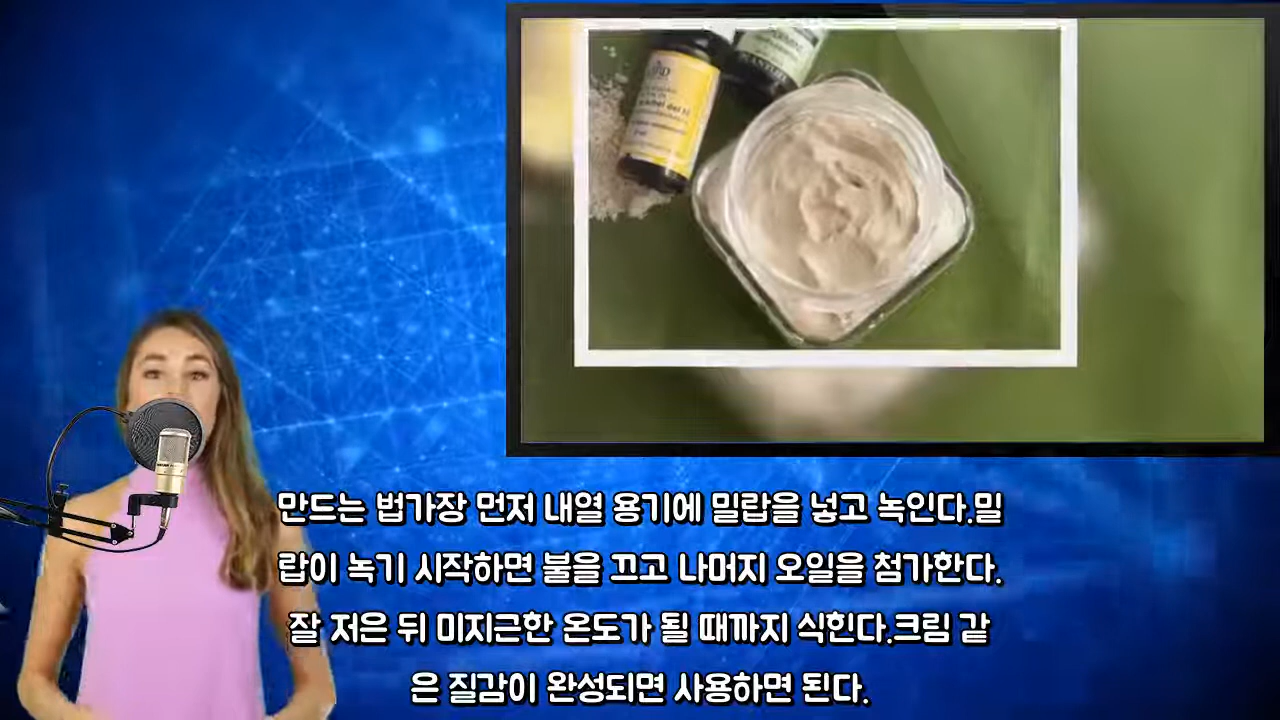 만드는 법가장 먼저 내열 용기에 밀랍을 넣고 녹인다.밀
랍이 녹기 시작하면 불을 끄고 나머지 오일을 첨가한다.
잘 저은 뒤 미지근한 온도가 될 때까지 식힌다.크림 같
은 질감이 완성되면 사용하면 된다.